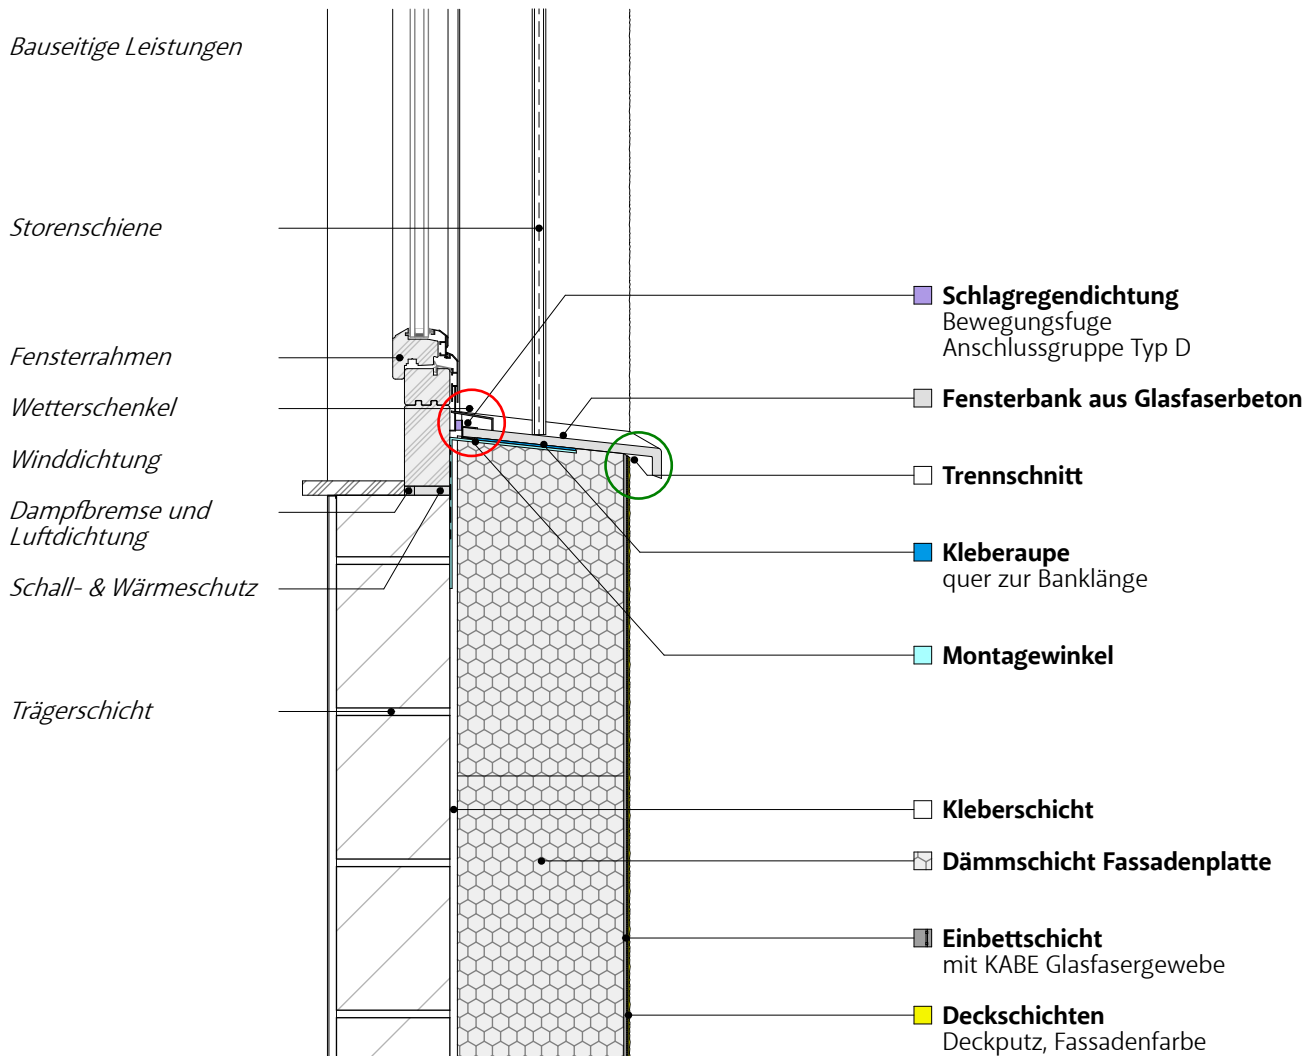 Bauseitige Leistungen
Storenschiene
Fensterrahmen
Wetterschenkel
Winddichtung
Dampfbremse und
Luftdichtung
Schall- & Wärmeschutz
Trägerschicht
Schlagregendichtung
Bewegungsfuge
Anschlussgruppe Typ D
Fensterbank aus Glasfaserbeton
Trennschnitt
Kleberaupe
quer zur Banklänge
Montagewinkel
Kleberschicht
Dämmschicht Fassadenplatte
Einbettschicht
mit KABE Glasfasergewebe
Deckschichten
Deckputz, Fassadenfarbe